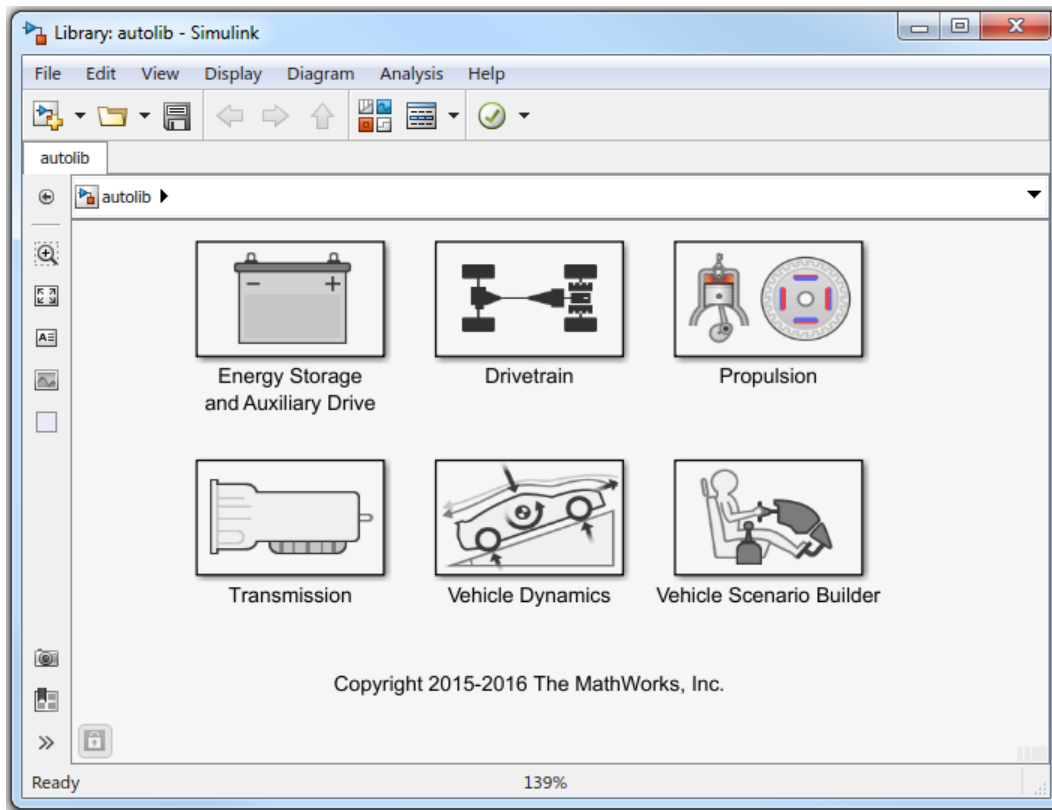 Library: autolib - Simulink
File Edit View Display Diagram Analysis Help
autolib
autolib
Energy Storage
and Auxiliary Drive
Drivetrain
Propulsion
Transmission
Vehicle Dynamics
Vehicle Scenario Builder
Copyright 2015-2016 The MathWorks, Inc.
Ready
139%